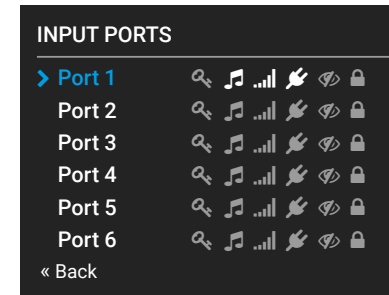 INPUT PORTS
Port 1
Port 2
Port 3
Port 4
Port 5
Port 6
« Back